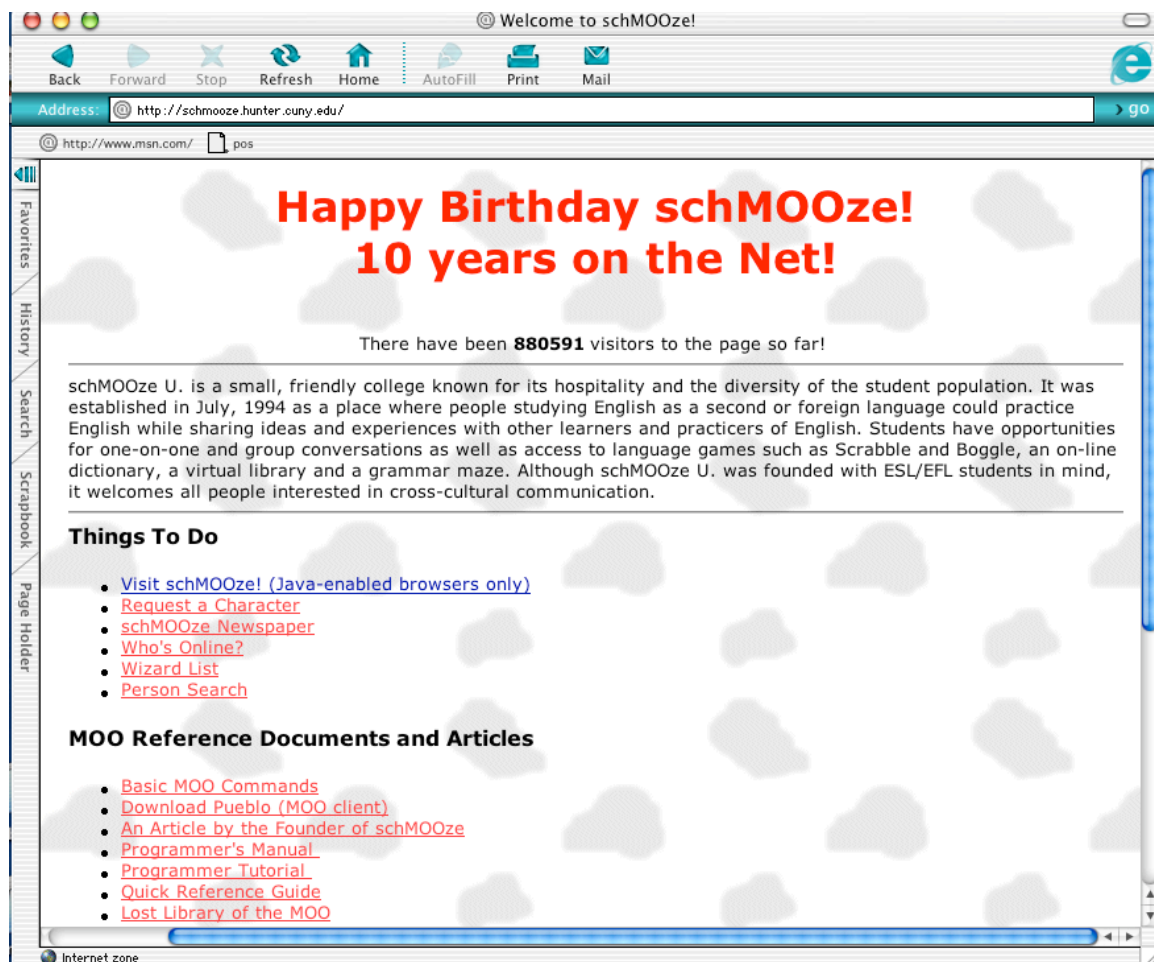 @ Welcome to schMOOze!
Back Forward Stop Refresh Home AutoFill Print Mail
Address: @ http://schmooze.hunter.cuny.edu/ go
@ http://www.msn.com/ pos
Favorites
History
Search
Scrapbook
Page Holder
Happy Birthday schMOOze!
10 years on the Net!
There have been 880591 visitors to the page so far!
schMOOze U. is a small, friendly college known for its hospitality and the diversity of the student population. It was
established in July, 1994 as a place where people studying English as a second or foreign language could practice
English while sharing ideas and experiences with other learners and practicers of English. Students have opportunities
for one-on-one and group conversations as well as access to language games such as Scrabble and Boggle, an on-line
dictionary, a virtual library and a grammar maze. Although schMOOze U. was founded with ESL/EFL students in mind,
it welcomes all people interested in cross-cultural communication.
Things To Do
Visit schMOOze! (Java-enabled browsers only)
Request a Character
schMOOze Newspaper
Who's Online?
Wizard List
Person Search
MOO Reference Documents and Articles
Basic MOO Commands
Download Pueblo (MOO client)
An Article by the Founder of schMOOze
Programmer's Manual
Programmer Tutorial
Quick Reference Guide
Lost Library of the MOO
Internet zone